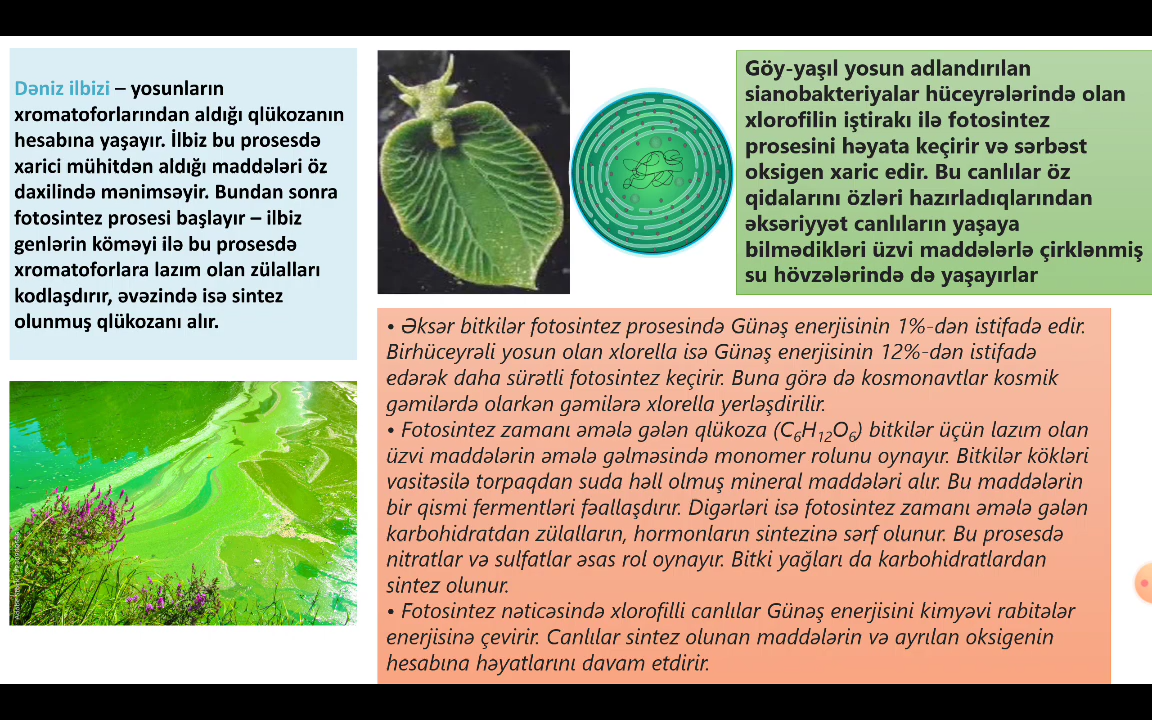 Dəniz ilbizi – yosunların
xromatoforlarından aldığı qlükozanın
hesabına yaşayır. İlbiz bu prosesdə
xarici mühitdən aldığı maddələri öz
daxilində mənimsəyir. Bundan sonra
fotosintez prosesi başlayır – ilbiz
genlərin köməyi ilə bu prosesdə
xromatoforlara lazım olan zülalları
kodlaşdırır, əvəzində isə sintez
olunmuş qlükozanı alır.
Göy-yaşıl yosun adlandırılan
sianobakteriyalar hüceyrələrində olan
xlorofilin iştirakı ilə fotosintez
prosesini həyata keçirir və sərbəst
oksigen xaric edir. Bu canlılar öz
qidalarını özləri hazırladıqlarından
əksəriyyət canlıların yaşaya
bilmədikləri üzvi maddələrlə çirklənmiş
su hövzələrində də yaşayırlar
• Əksər bitkilər fotosintez prosesində Günəş enerjisinin 1%-dən istifadə edir.
Birhüceyrəli yosun olan xlorella isə Günəş enerjisinin 12%-dən istifadə
edərək daha sürətli fotosintez keçirir. Buna görə də kosmonavtlar kosmik
gəmilərdə olarkən gəmilərə xlorella yerləşdirilir.
• Fotosintez zamanı əmələ gələn qlükoza (C₆H₁₂O₆) bitkilər üçün lazım olan
üzvi maddələrin əmələ gəlməsində monomer rolunu oynayır. Bitkilər kökləri
vasitəsilə torpaqdan suda həll olmuş mineral maddələri alır. Bu maddələrin
bir qismi fermentləri fəallaşdırır. Digərləri isə fotosintez zamanı əmələ gələn
karbohidratdan zülalların, hormonların sintezinə sərf olunur. Bu prosesdə
nitratlar və sulfatlar əsas rol oynayır. Bitki yağları da karbohidratlardan
sintez olunur.
• Fotosintez nəticəsində xlorofilli canlılar Günəş enerjisini kimyəvi rabitələr
enerjisinə çevirir. Canlılar sintez olunan maddələrin və ayrılan oksigenin
hesabına həyatlarını davam etdirir.